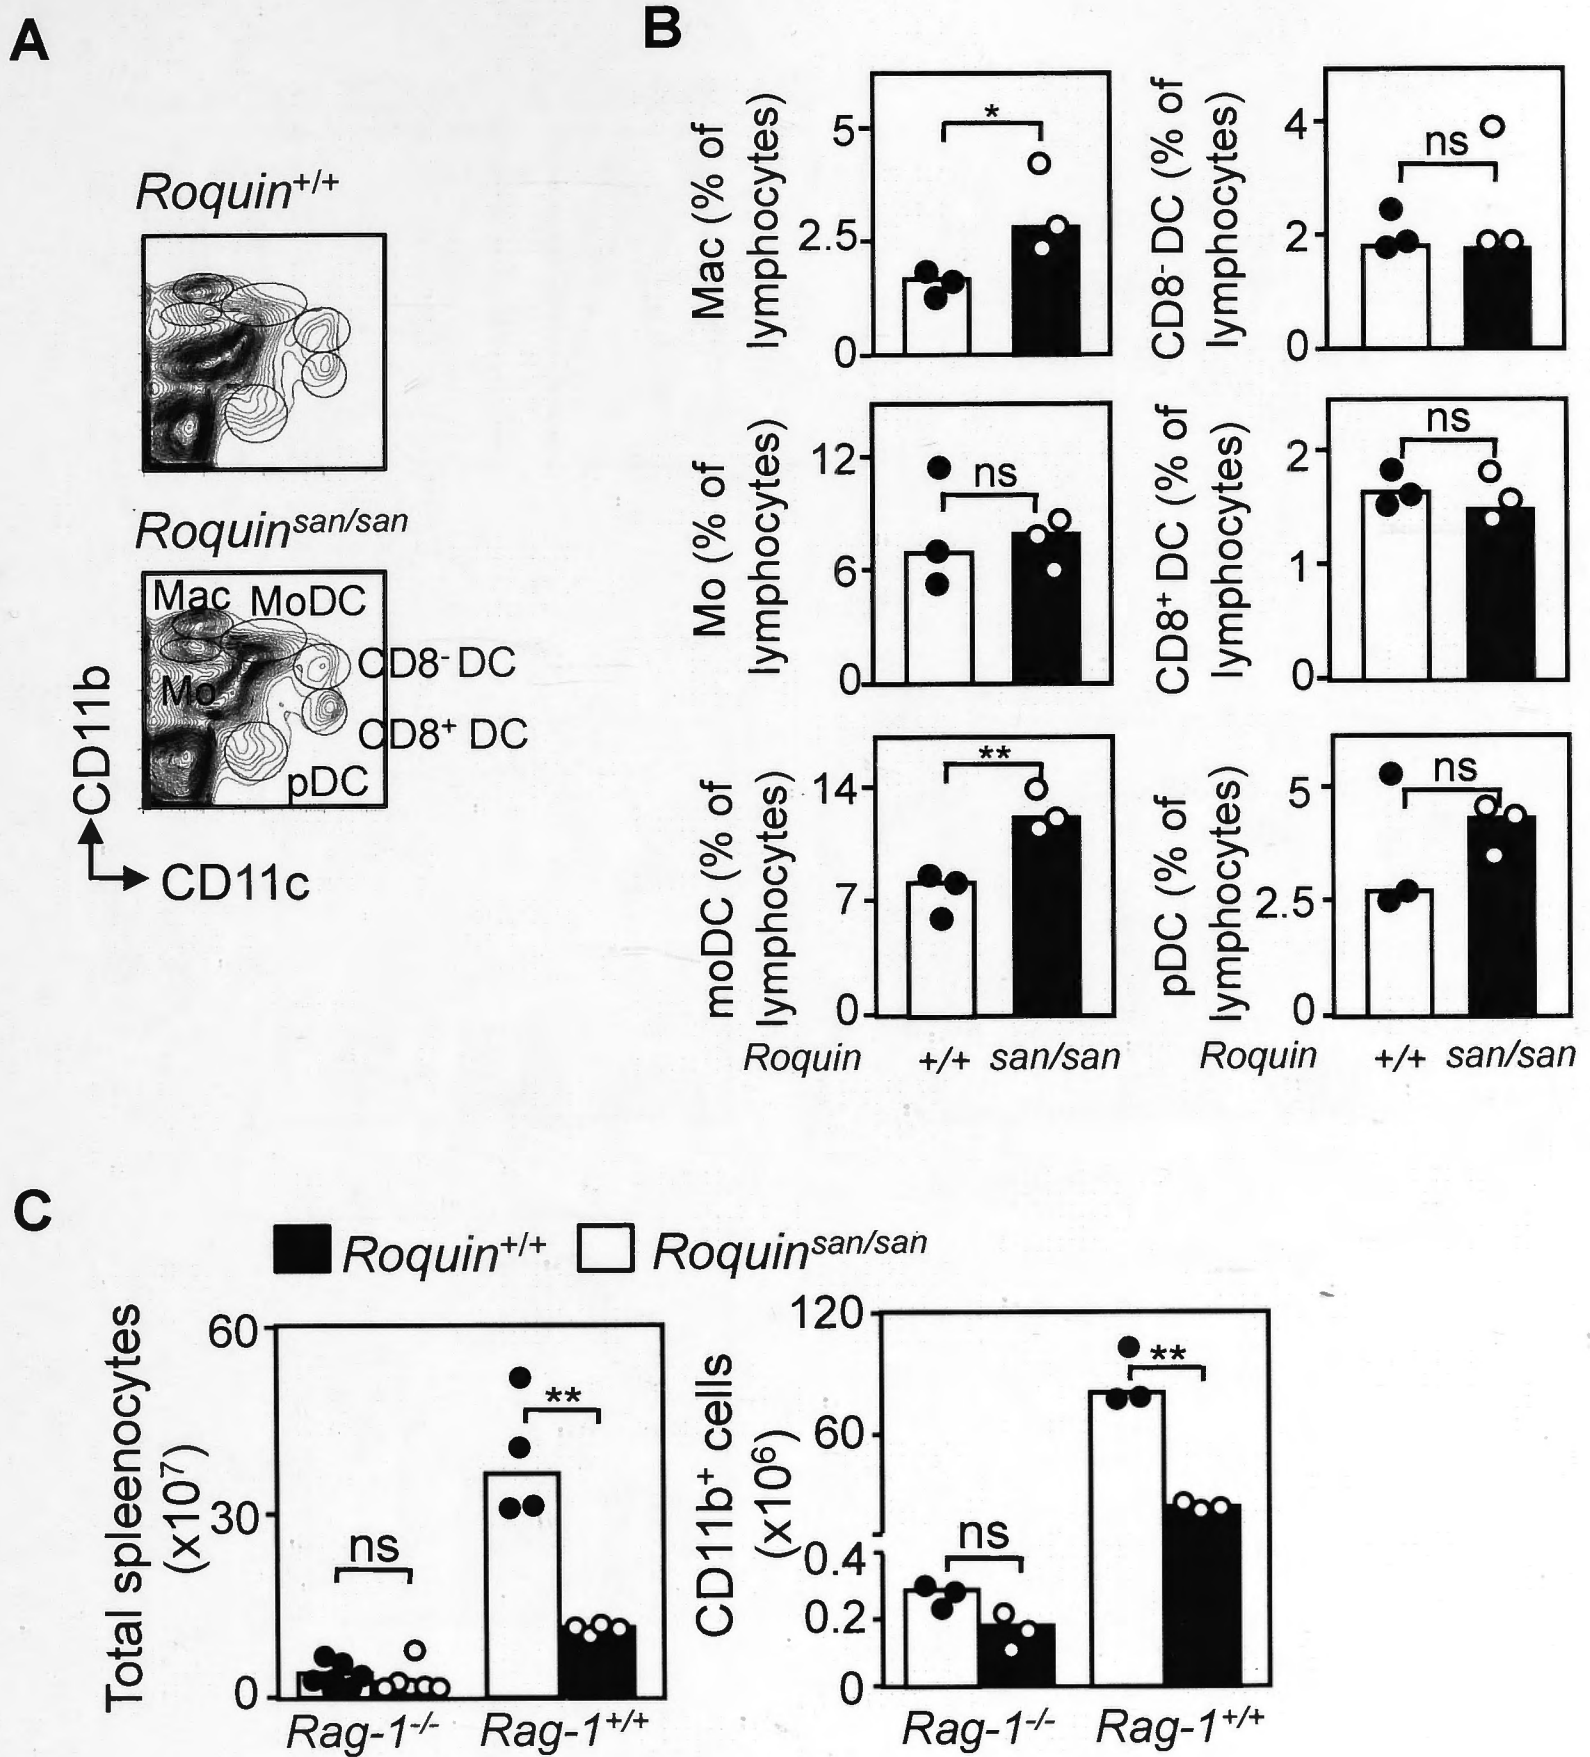 A
Roquin+/+
Roquinsan/san
Mac MoDC
CD8- DC
Mo
CD8+ DC
pDC
CD11b
CD11c
B
Mac (% of
lymphocytes)
5
2.5
0
*
CD8- DC (% of
lymphocytes)
4
2
0
ns
Mo (% of
lymphocytes)
12
6
0
ns
CD8+ DC (% of
lymphocytes)
2
1
0
ns
moDC (% of
lymphocytes)
14
7
0
**
pDC (% of
lymphocytes)
5
2.5
0
ns
Roquin +/+ san/san
Roquin +/+ san/san
C
Roquin+/+ Roquinsan/san
Total spleenocytes
(x10⁷)
60
30
0
ns
**
Rag-1-/- Rag-1+/+
CD11b+ cells
(x10⁶)
120
60
0.4
0.2
0
ns
**
Rag-1-/- Rag-1+/+